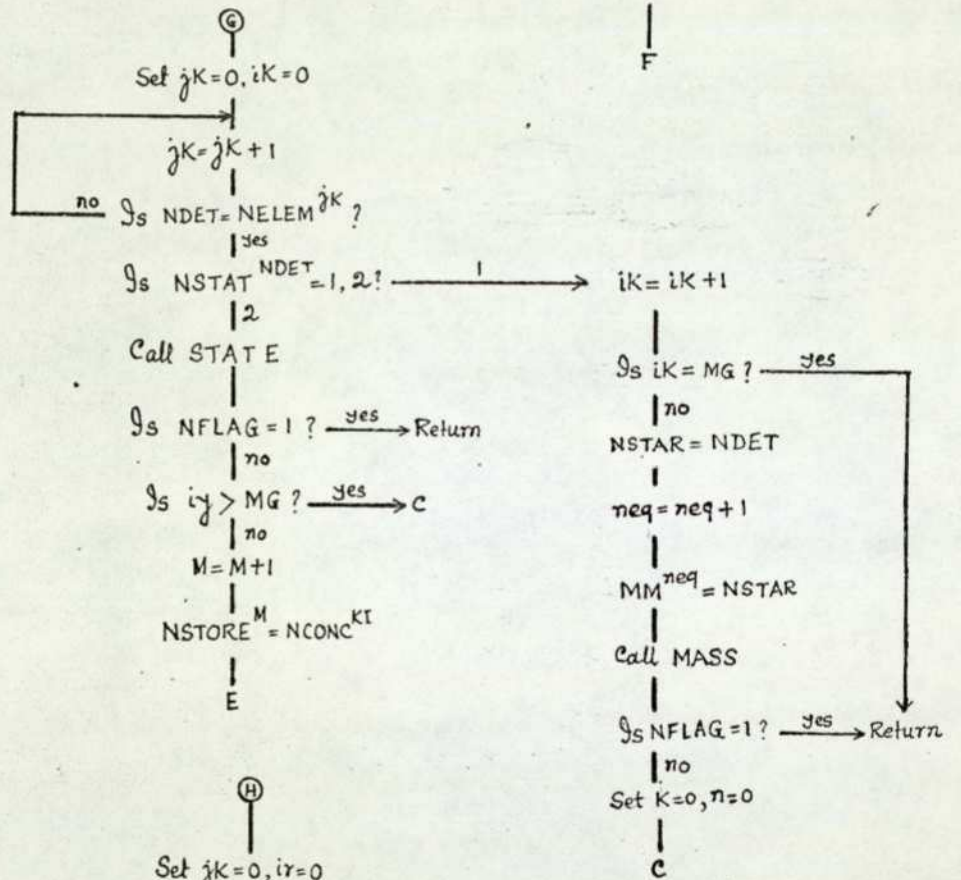 G
Set jK=0, iK=0
jK=jK+1
no
Is NDET=NELEM^jK ?
yes
Is NSTAT^NDET=1, 2?
1
2
Call STATE
Is NFLAG=1 ?
yes
Return
no
Is iy > MG ?
yes
C
no
M=M+1
NSTORE^M=NCONC^KI
E
H
Set jK=0, ir=0
F
iK=iK+1
Is iK=MG ?
yes
no
NSTAR=NDET
neq=neq+1
MM^neq=NSTAR
Call MASS
Is NFLAG=1?
yes
Return
no
Set K=0, n=0
C